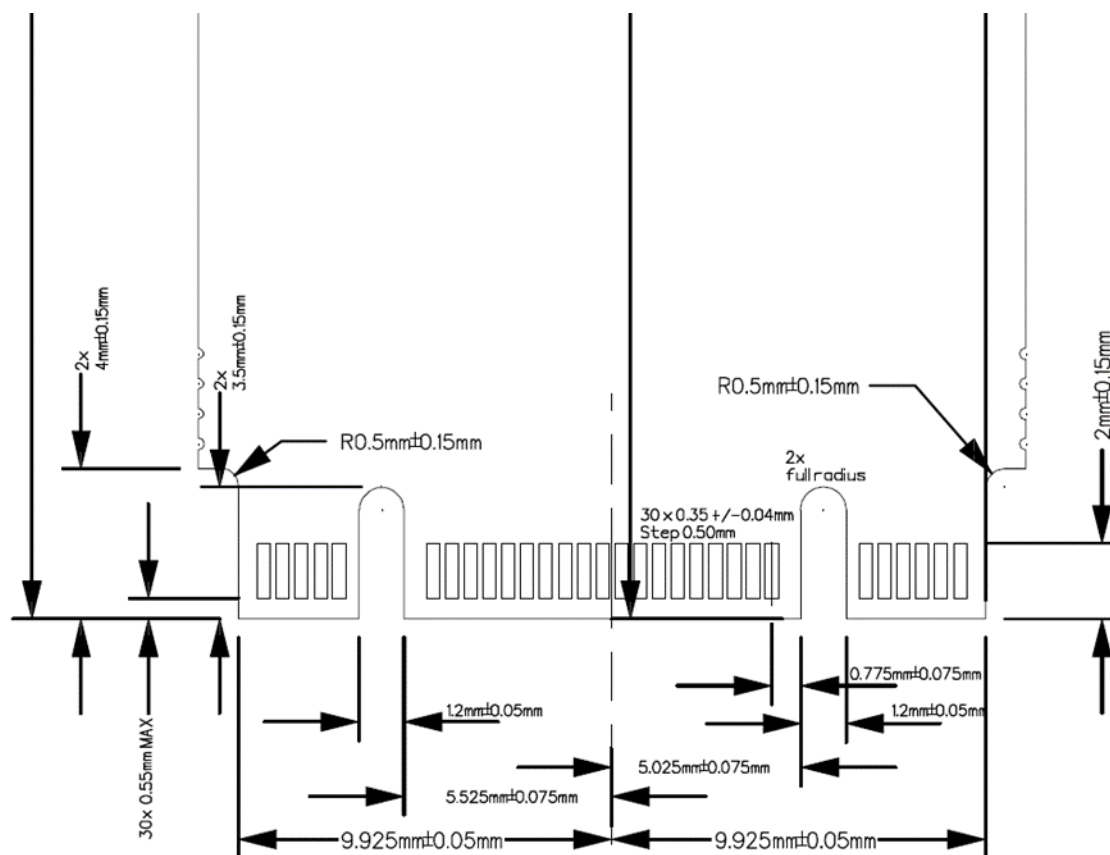 2x
4mm±0.15mm
2x
3.5mm±0.15mm
R0.5mm±0.15mm
R0.5mm±0.15mm
2mm±0.15mm
2x
full radius
30 x 0.35 +/-0.04mm
Step 0.50mm
30x 0.55mm MAX
0.775mm±0.075mm
1.2mm±0.05mm
1.2mm±0.05mm
5.025mm±0.075mm
5.525mm±0.075mm
9.925mm±0.05mm
9.925mm±0.05mm